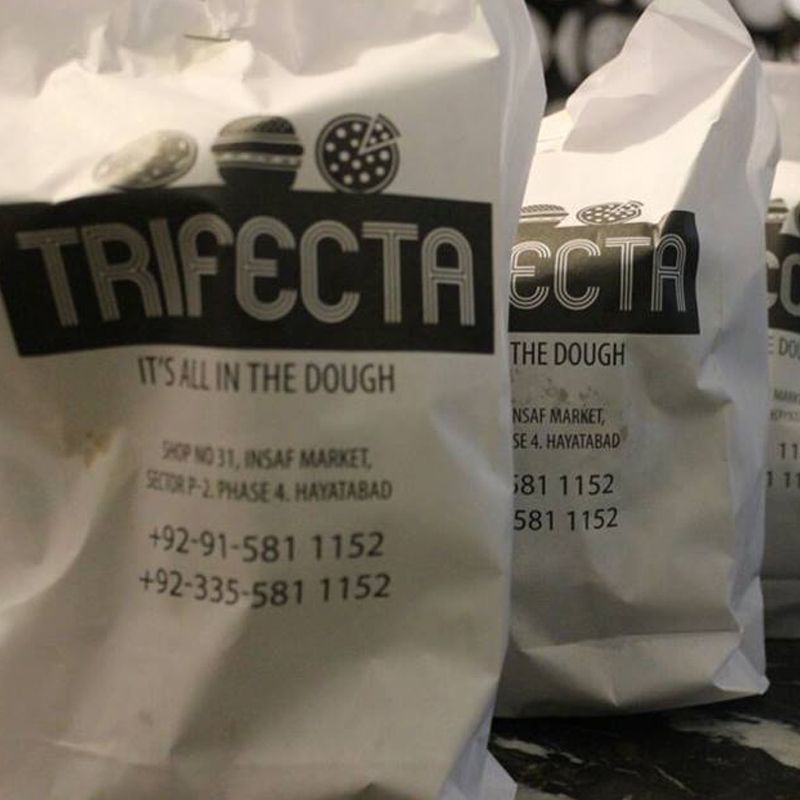 TRIFECTA
IT'S ALL IN THE DOUGH
SHOP NO 31, INSAF MARKET,
SECTOR P-2, PHASE 4. HAYATABAD
+92-91-581 1152
+92-335-581 1152
ECTA
THE DOUGH
NSAF MARKET,
SE 4. HAYATABAD
581 1152
581 1152